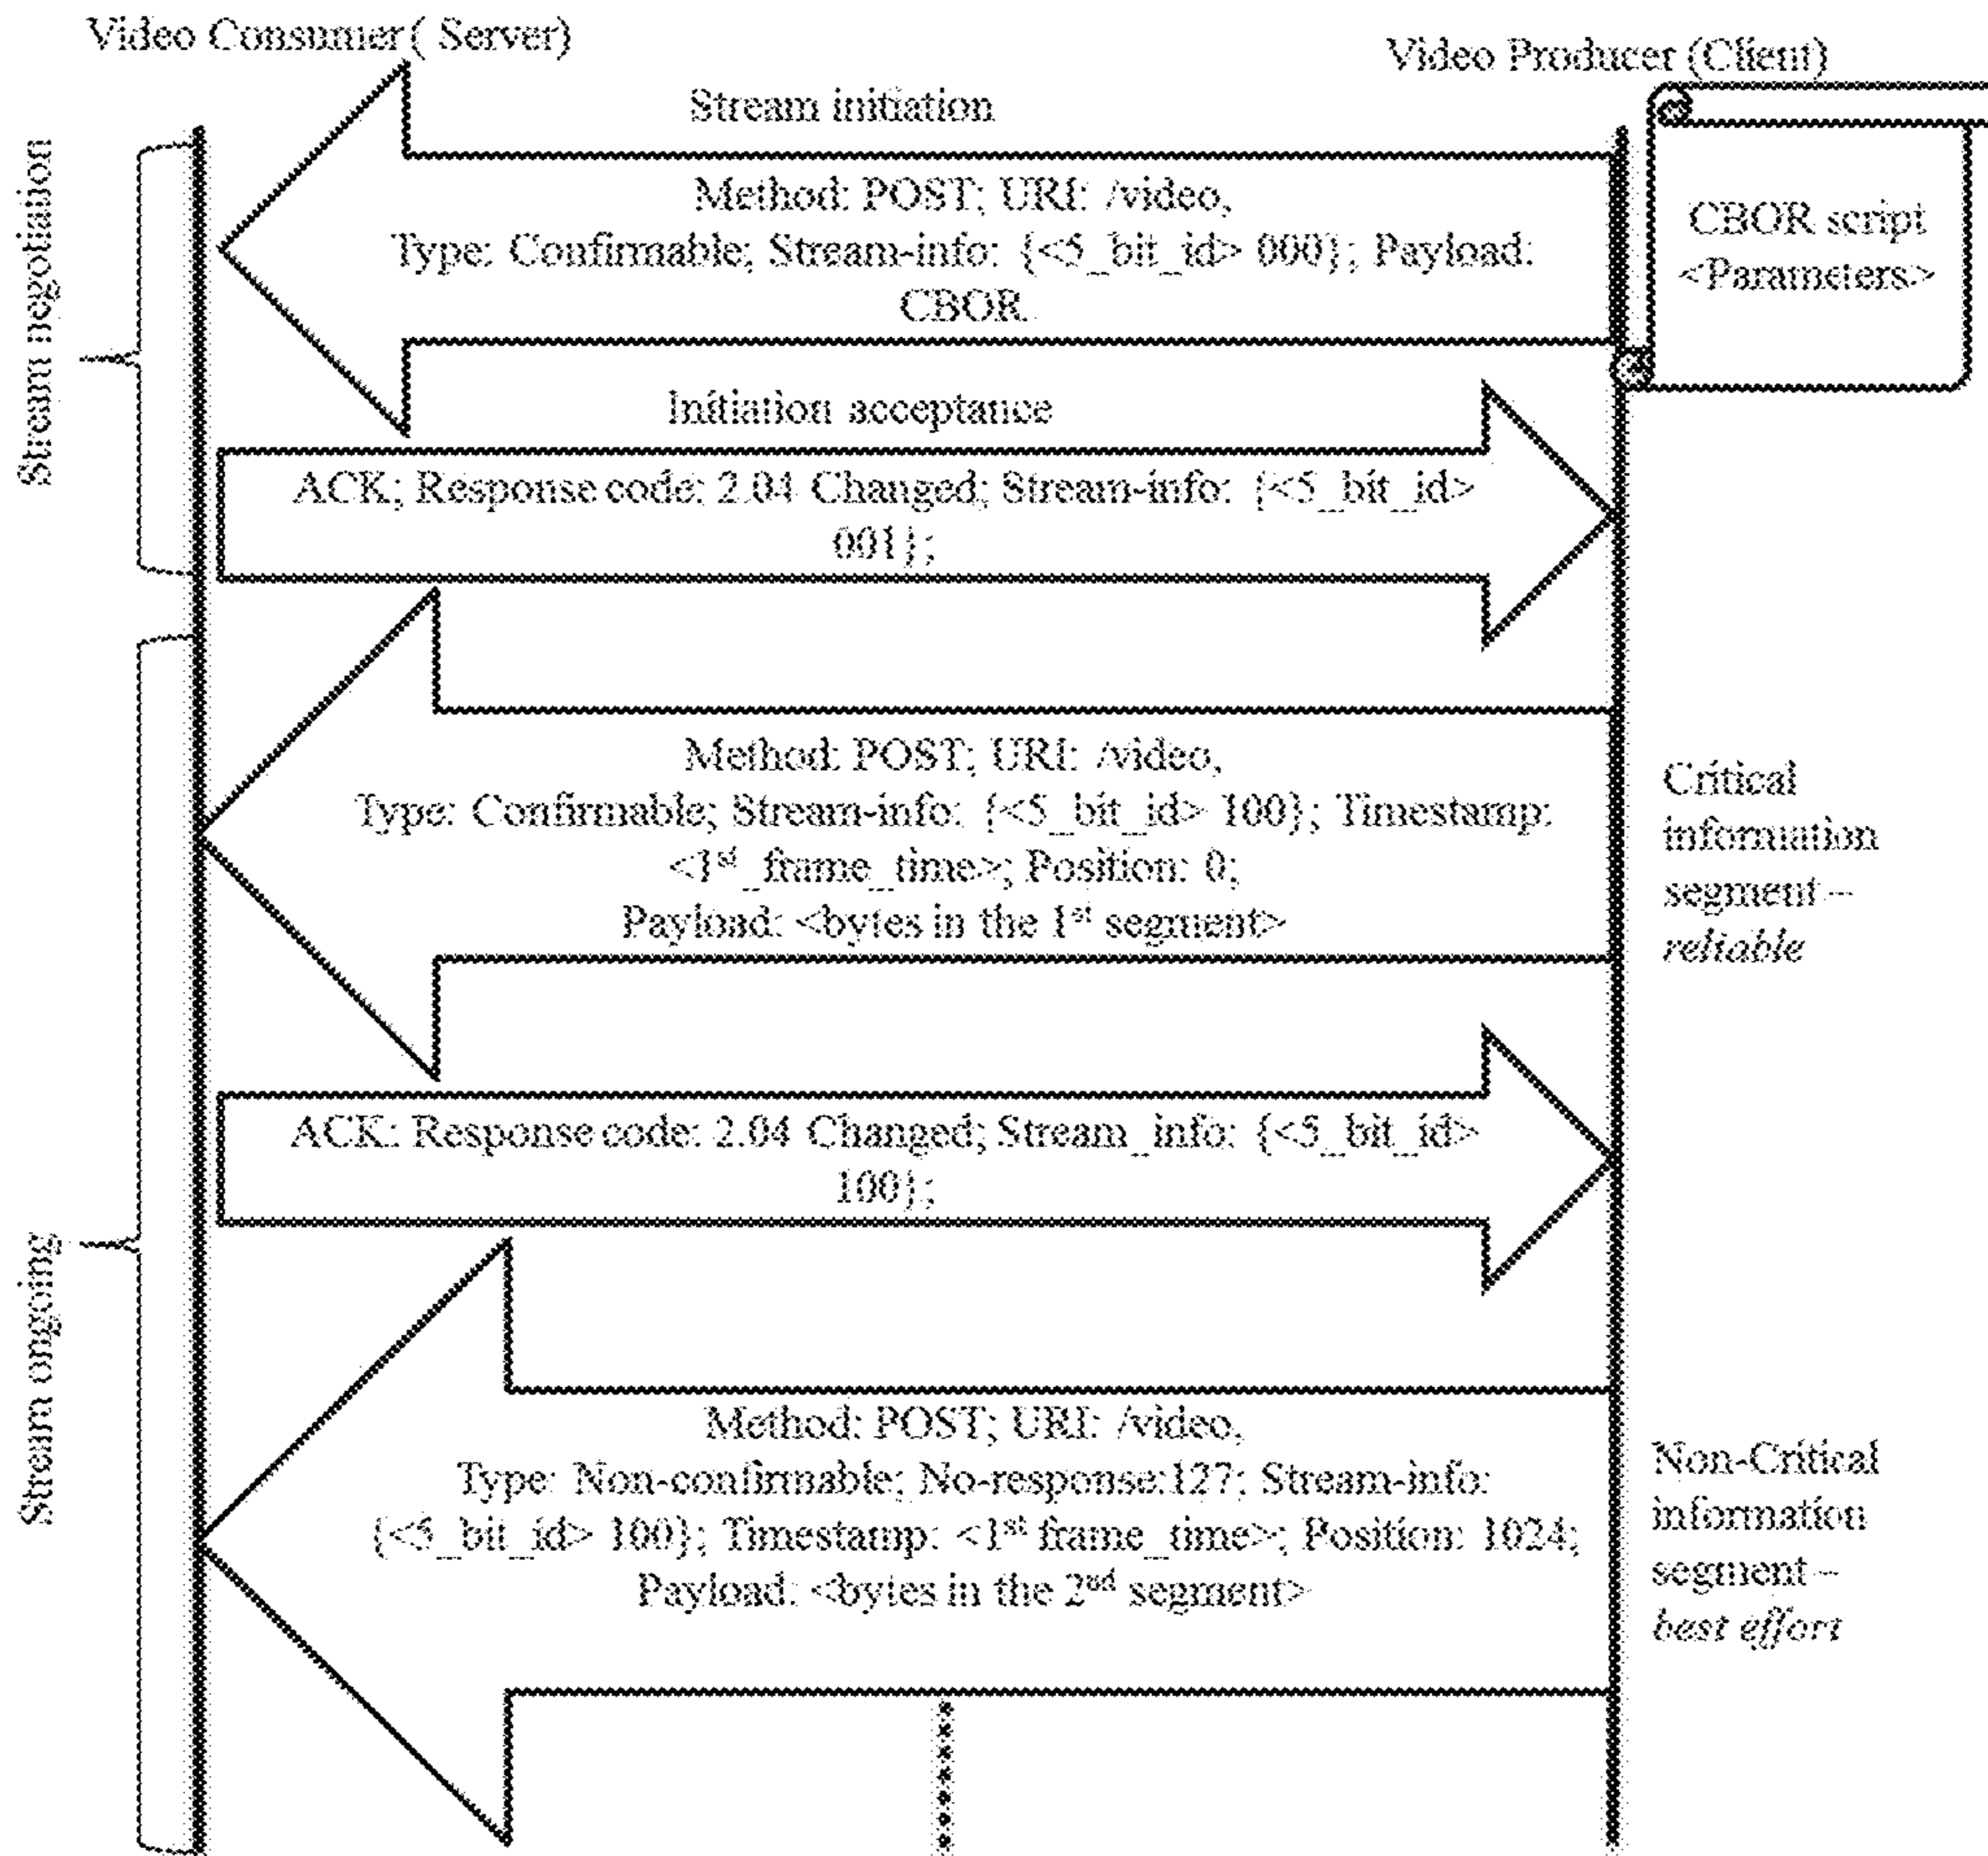 Video Consumer ( Server)
Video Producer (Client)
Stream initiation
Method: POST; URI: /video,
Type: Confirmable; Stream-info: {<5_bit_id> 000}; Payload:
CBOR
CBOR script
<Parameters>
Stream negotiation
Initiation acceptance
ACK; Response code: 2.04 Changed; Stream-info: {<5_bit_id>
001};
Method: POST; URI: /video,
Type: Confirmable; Stream-info: {<5_bit_id> 100}; Timestamp:
<1st_frame_time>; Position: 0;
Payload: <bytes in the 1st segment>
Critical
information
segment –
reliable
ACK: Response code: 2.04 Changed; Stream_info: {<5_bit_id>
100};
Stream ongoing
Method: POST; URI: /video,
Type: Non-confirmable; No-response:127; Stream-info:
{<5_bit_id> 100}; Timestamp: <1st frame_time>; Position: 1024;
Payload: <bytes in the 2nd segment>
Non-Critical
information
segment –
best effort